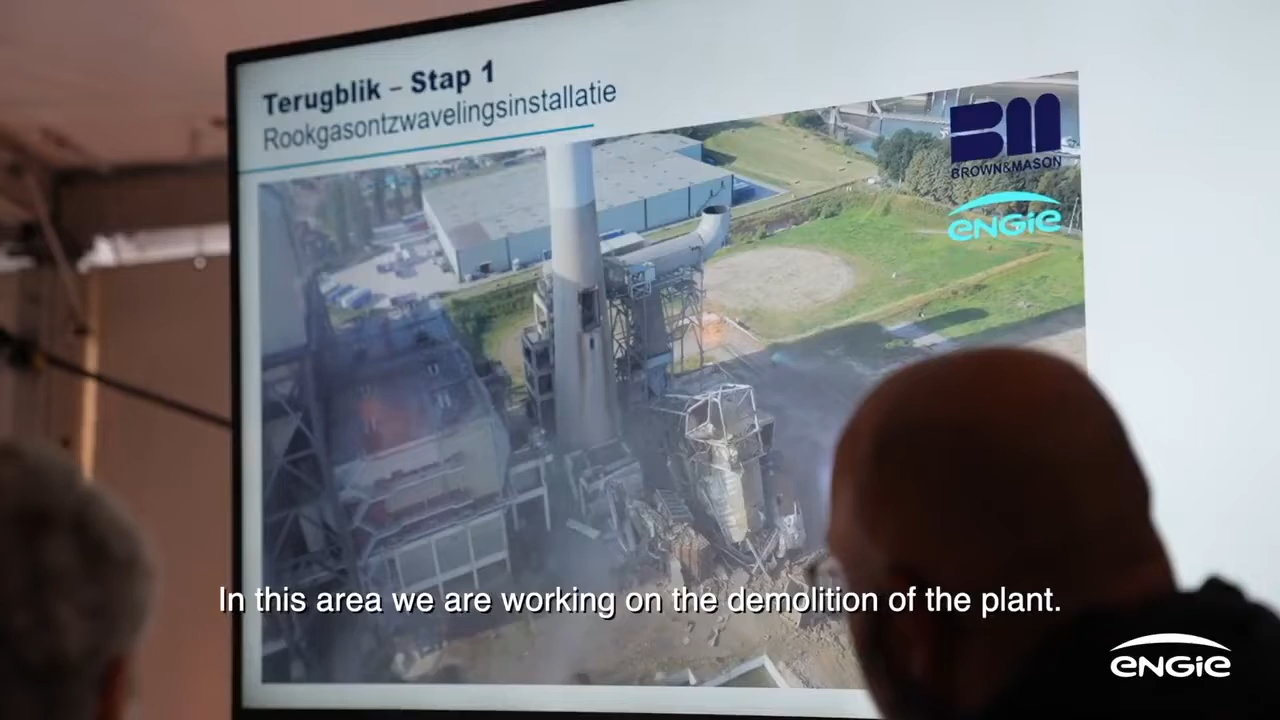 Terugblik – Stap 1
Rookgasontzwavelingsinstallatie
BM
BROWN&MASON
ENGIE
In this area we are working on the demolition of the plant.
ENGIE